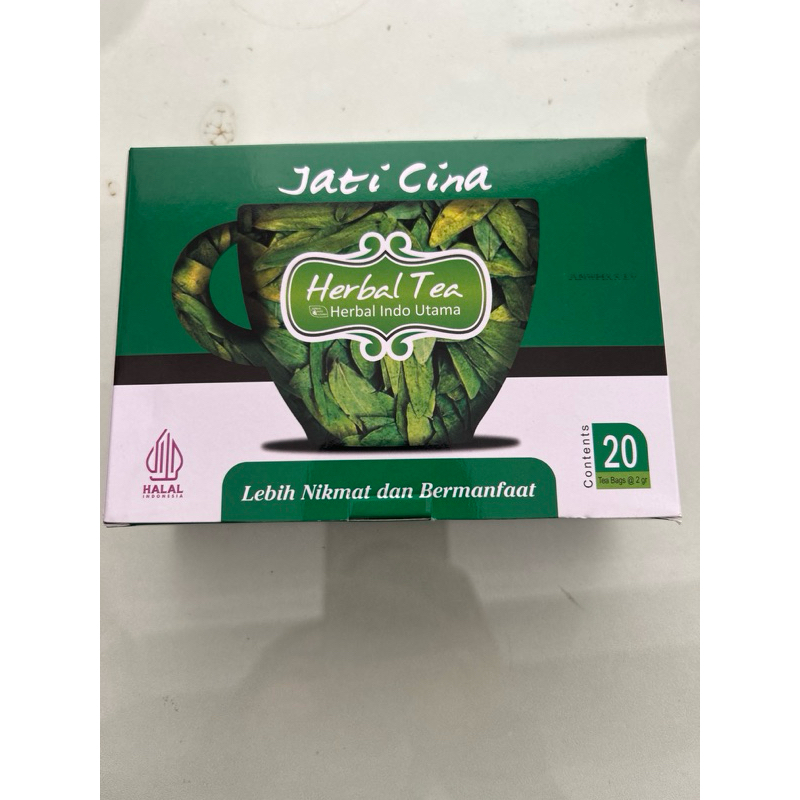 Jati Cina
Herbal Tea
Herbal Indo Utama
HALAL
INDONESIA
Contents
20
Tea Bags @ 2 gr
Lebih Nikmat dan Bermanfaat